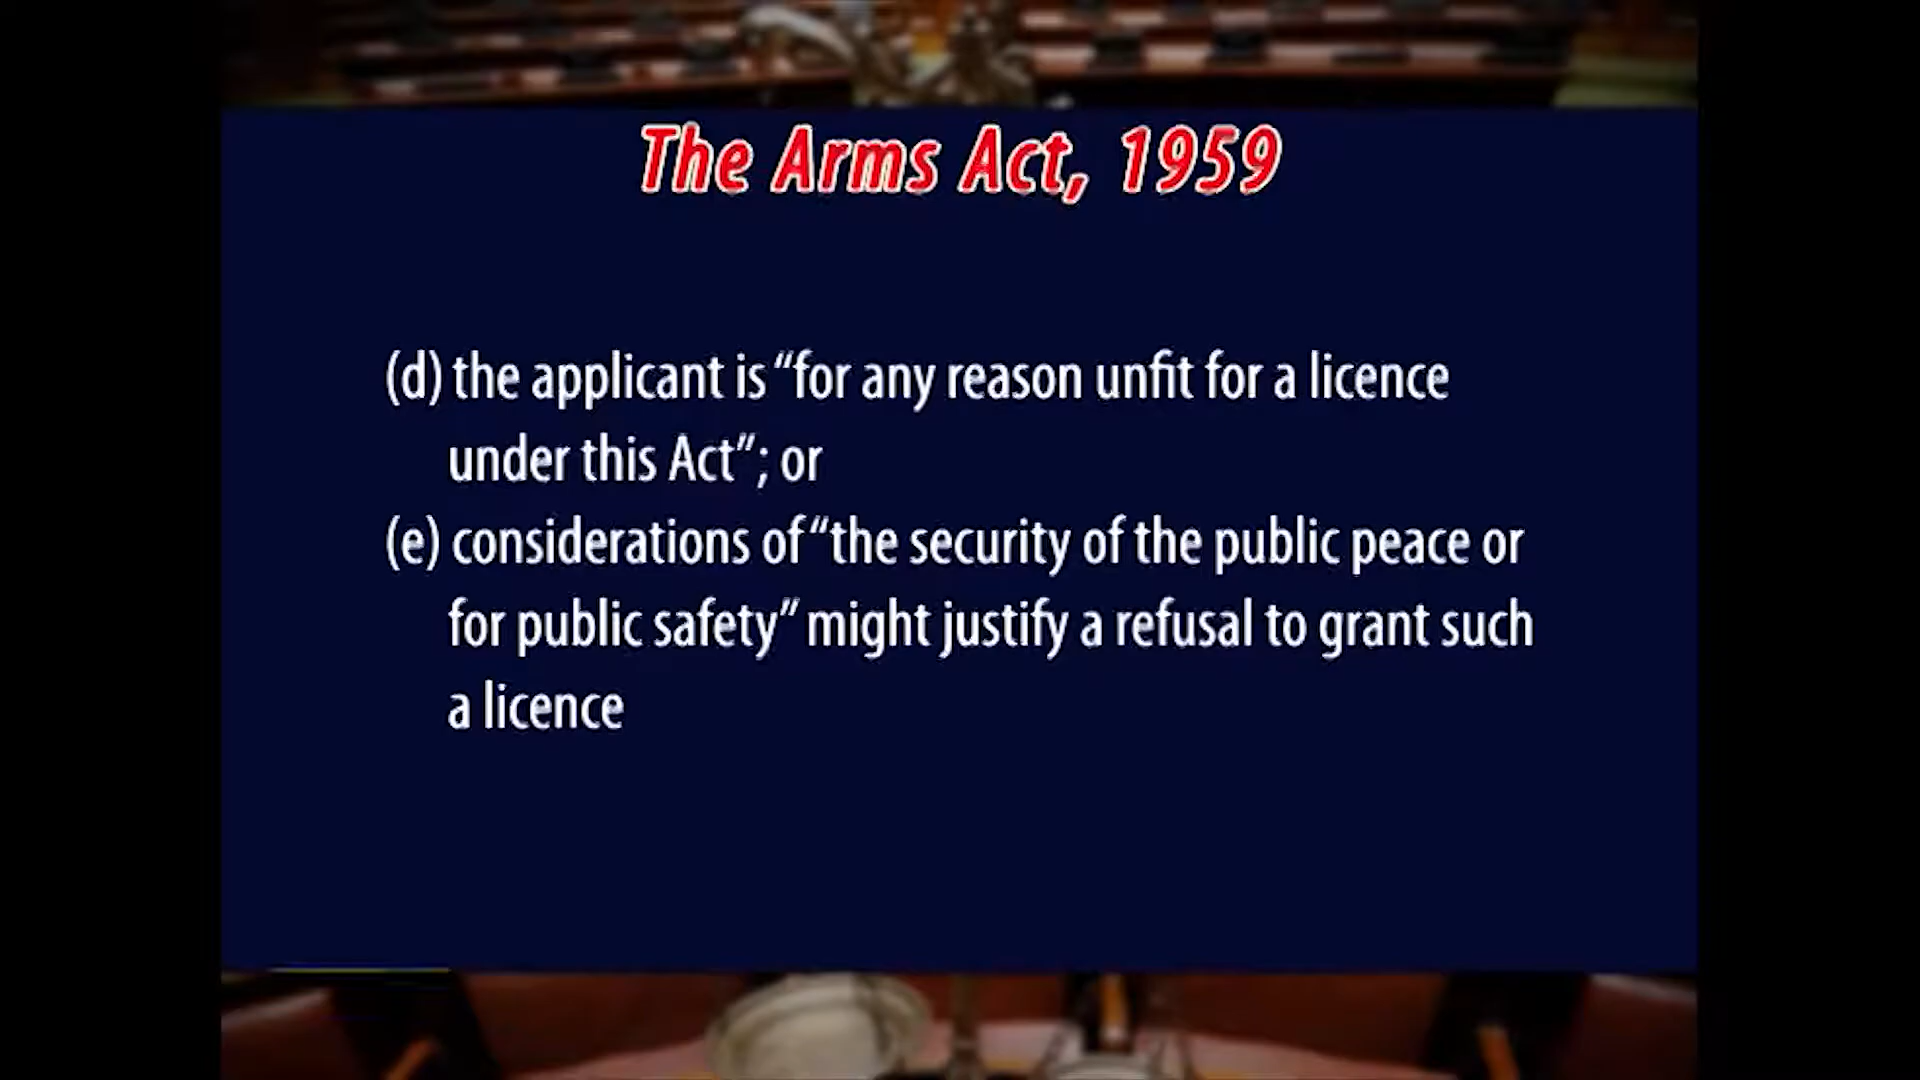 The Arms Act, 1959
(d) the applicant is “for any reason unfit for a licence
under this Act”; or
(e) considerations of “the security of the public peace or
for public safety” might justify a refusal to grant such
a licence